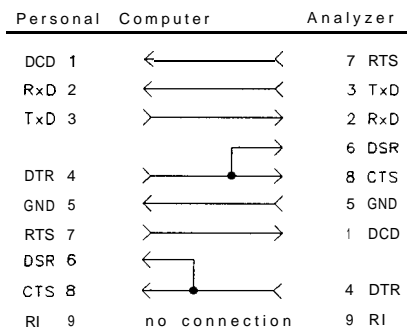 Personal Computer Analyzer
DCD 1 7 RTS
RxD 2 3 TxD
TxD 3 2 RxD
6 DSR
DTR 4 8 CTS
GND 5 5 GND
RTS 7 1 DCD
DSR 6
CTS 8 4 DTR
RI 9 no connection 9 RI